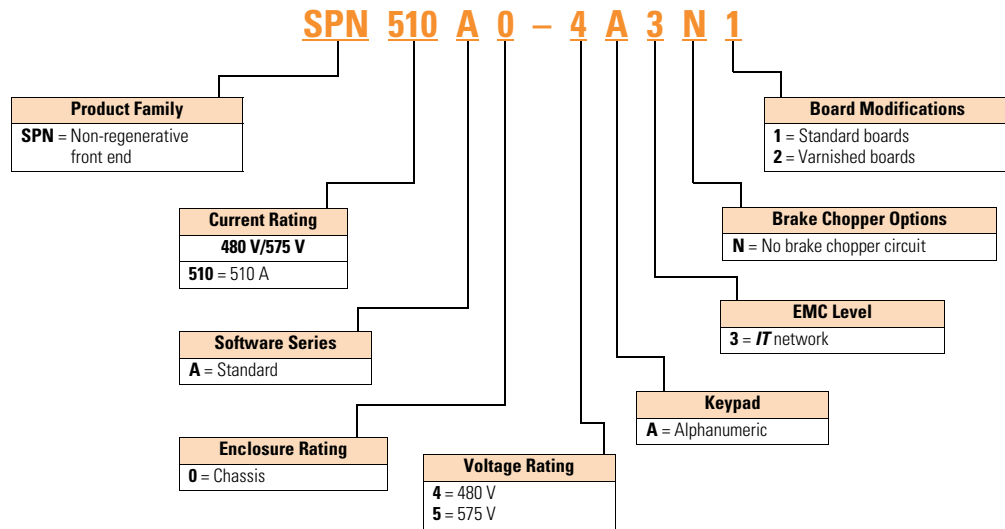 SPN 510 A 0 – 4 A 3 N 1
Product Family
SPN = Non-regenerative
front end
Current Rating
480 V/575 V
510 = 510 A
Software Series
A = Standard
Enclosure Rating
0 = Chassis
Voltage Rating
4 = 480 V
5 = 575 V
Keypad
A = Alphanumeric
EMC Level
3 = IT network
Brake Chopper Options
N = No brake chopper circuit
Board Modifications
1 = Standard boards
2 = Varnished boards